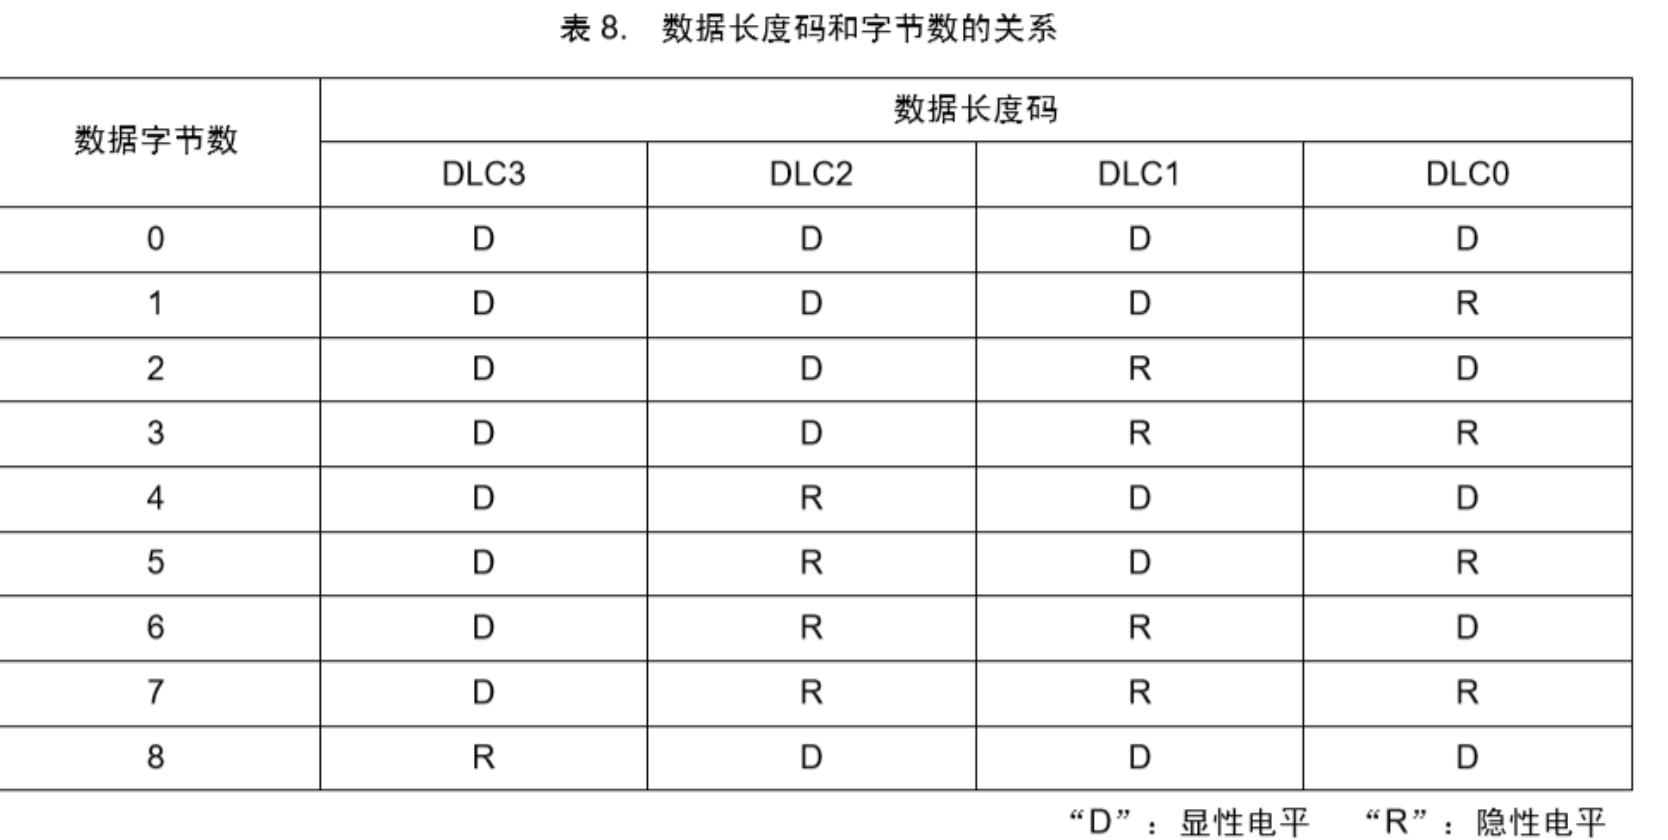 表 8. 数据长度码和字节数的关系
数据字节数 数据长度码
DLC3 DLC2 DLC1 DLC0
0 D D D D
1 D D D R
2 D D R D
3 D D R R
4 D R D D
5 D R D R
6 D R R D
7 D R R R
8 R D D D
“D”：显性电平 “R”：隐性电平